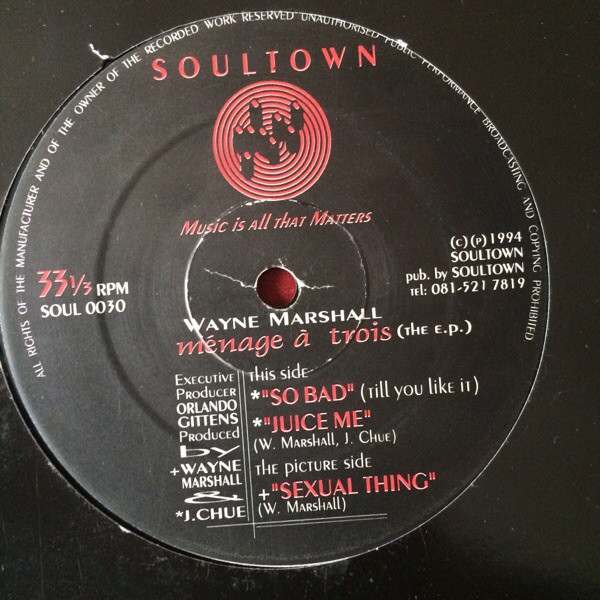 ALL RIGHTS OF THE MANUFACTURER AND OF THE OWNER OF THE RECORDED WORK RESERVED UNAUTHORISED PUBLIC PERFORMANCE BROADCASTING AND COPYING PROHIBITED
SOULTOWN
Music is all that Matters
33 1/3 RPM
SOUL 0030
(c) (p) 1994
SOULTOWN
pub. by SOULTOWN
tel: 081-521 7819
WAYNE MARSHALL
ménage à trois (THE E.P.)
Executive
Producer
ORLANDO
GITTENS
Produced
by
+WAYNE
MARSHALL
&
*J.CHUE
this side
*"SO BAD" (Till you like it)
*"JUICE ME"
(W. Marshall, J. Chue)
the picture side
+"SEXUAL THING"
(W. Marshall)